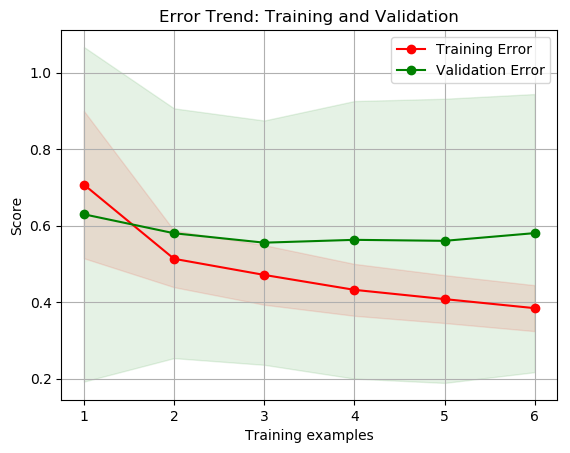 Error Trend: Training and Validation
Training Error
Validation Error
1.0
0.8
0.6
0.4
0.2
Score
1 2 3 4 5 6
Training examples